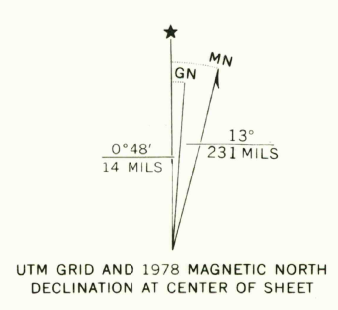 ★
MN
GN
0°48′
14 MILS
13°
231 MILS
UTM GRID AND 1978 MAGNETIC NORTH
DECLINATION AT CENTER OF SHEET